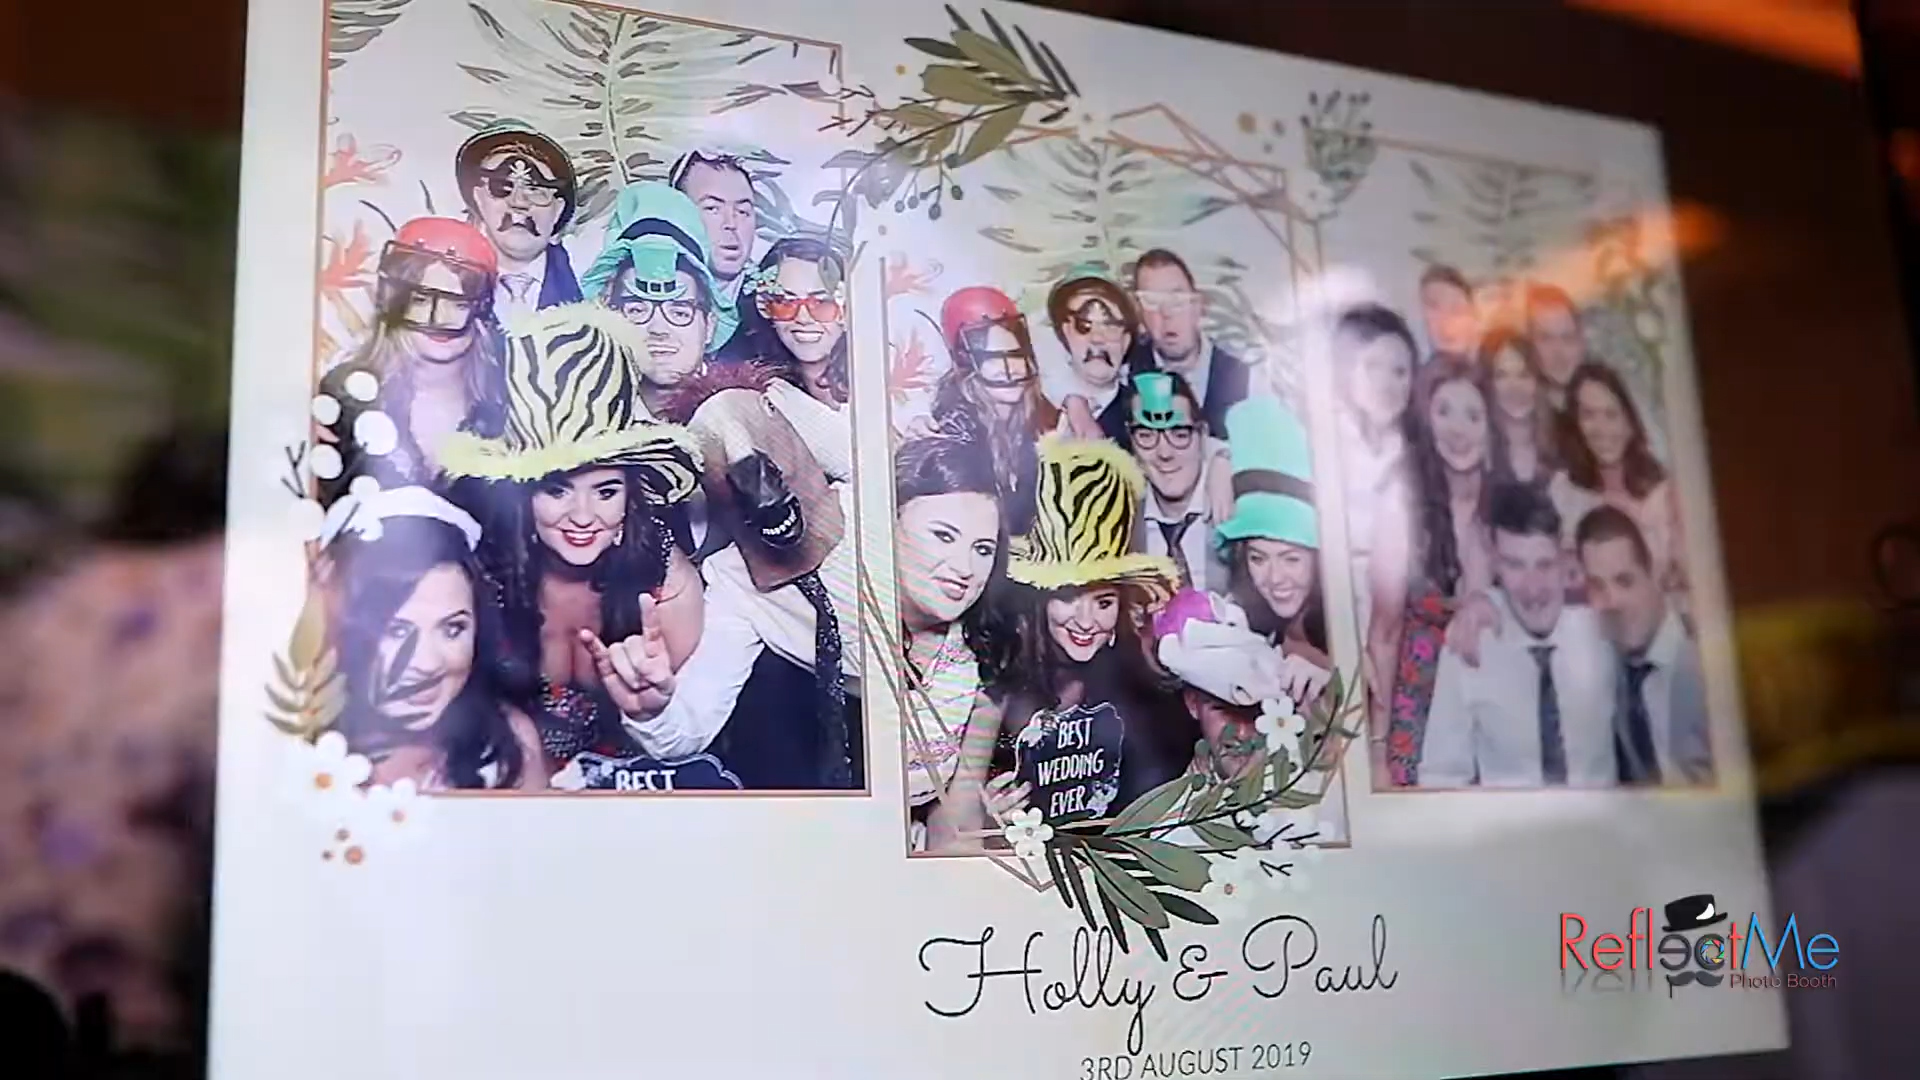 BEST
BEST
WEDDING
EVER
Holly & Paul
3RD AUGUST 2019
ReflectMe
Photo Booth